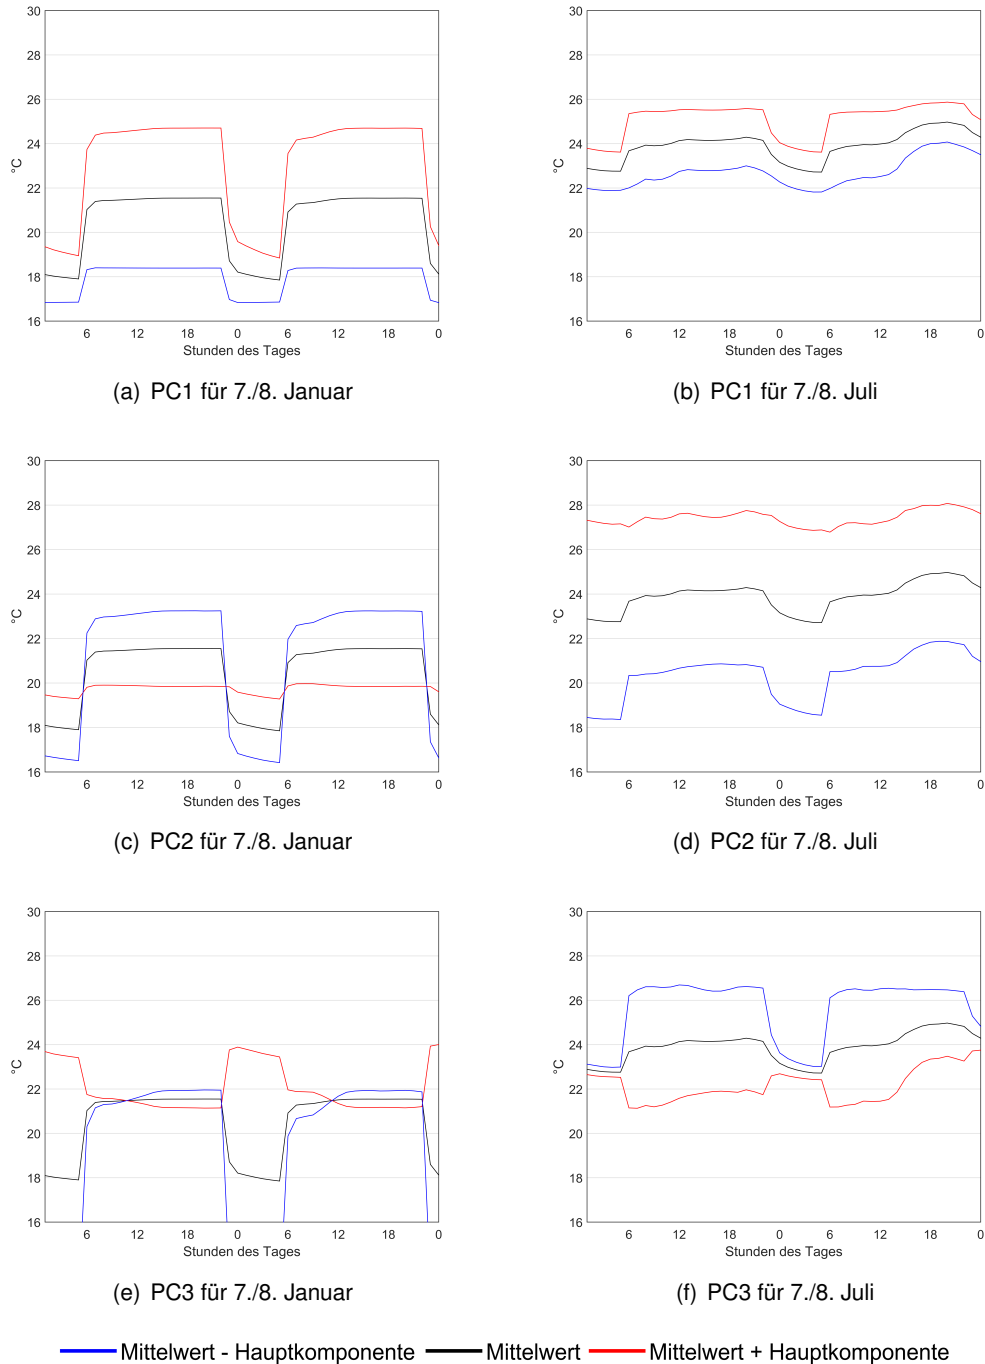 30
28
26
24
22
20
18
16
°C
6 12 18 0 6 12 18 0
Stunden des Tages
(a) PC1 für 7./8. Januar
30
28
26
24
22
20
18
16
°C
6 12 18 0 6 12 18 0
Stunden des Tages
(b) PC1 für 7./8. Juli
30
28
26
24
22
20
18
16
°C
6 12 18 0 6 12 18 0
Stunden des Tages
(c) PC2 für 7./8. Januar
30
28
26
24
22
20
18
16
°C
6 12 18 0 6 12 18 0
Stunden des Tages
(d) PC2 für 7./8. Juli
30
28
26
24
22
20
18
16
°C
6 12 18 0 6 12 18 0
Stunden des Tages
(e) PC3 für 7./8. Januar
30
28
26
24
22
20
18
16
°C
6 12 18 0 6 12 18 0
Stunden des Tages
(f) PC3 für 7./8. Juli
Mittelwert - Hauptkomponente Mittelwert Mittelwert + Hauptkomponente